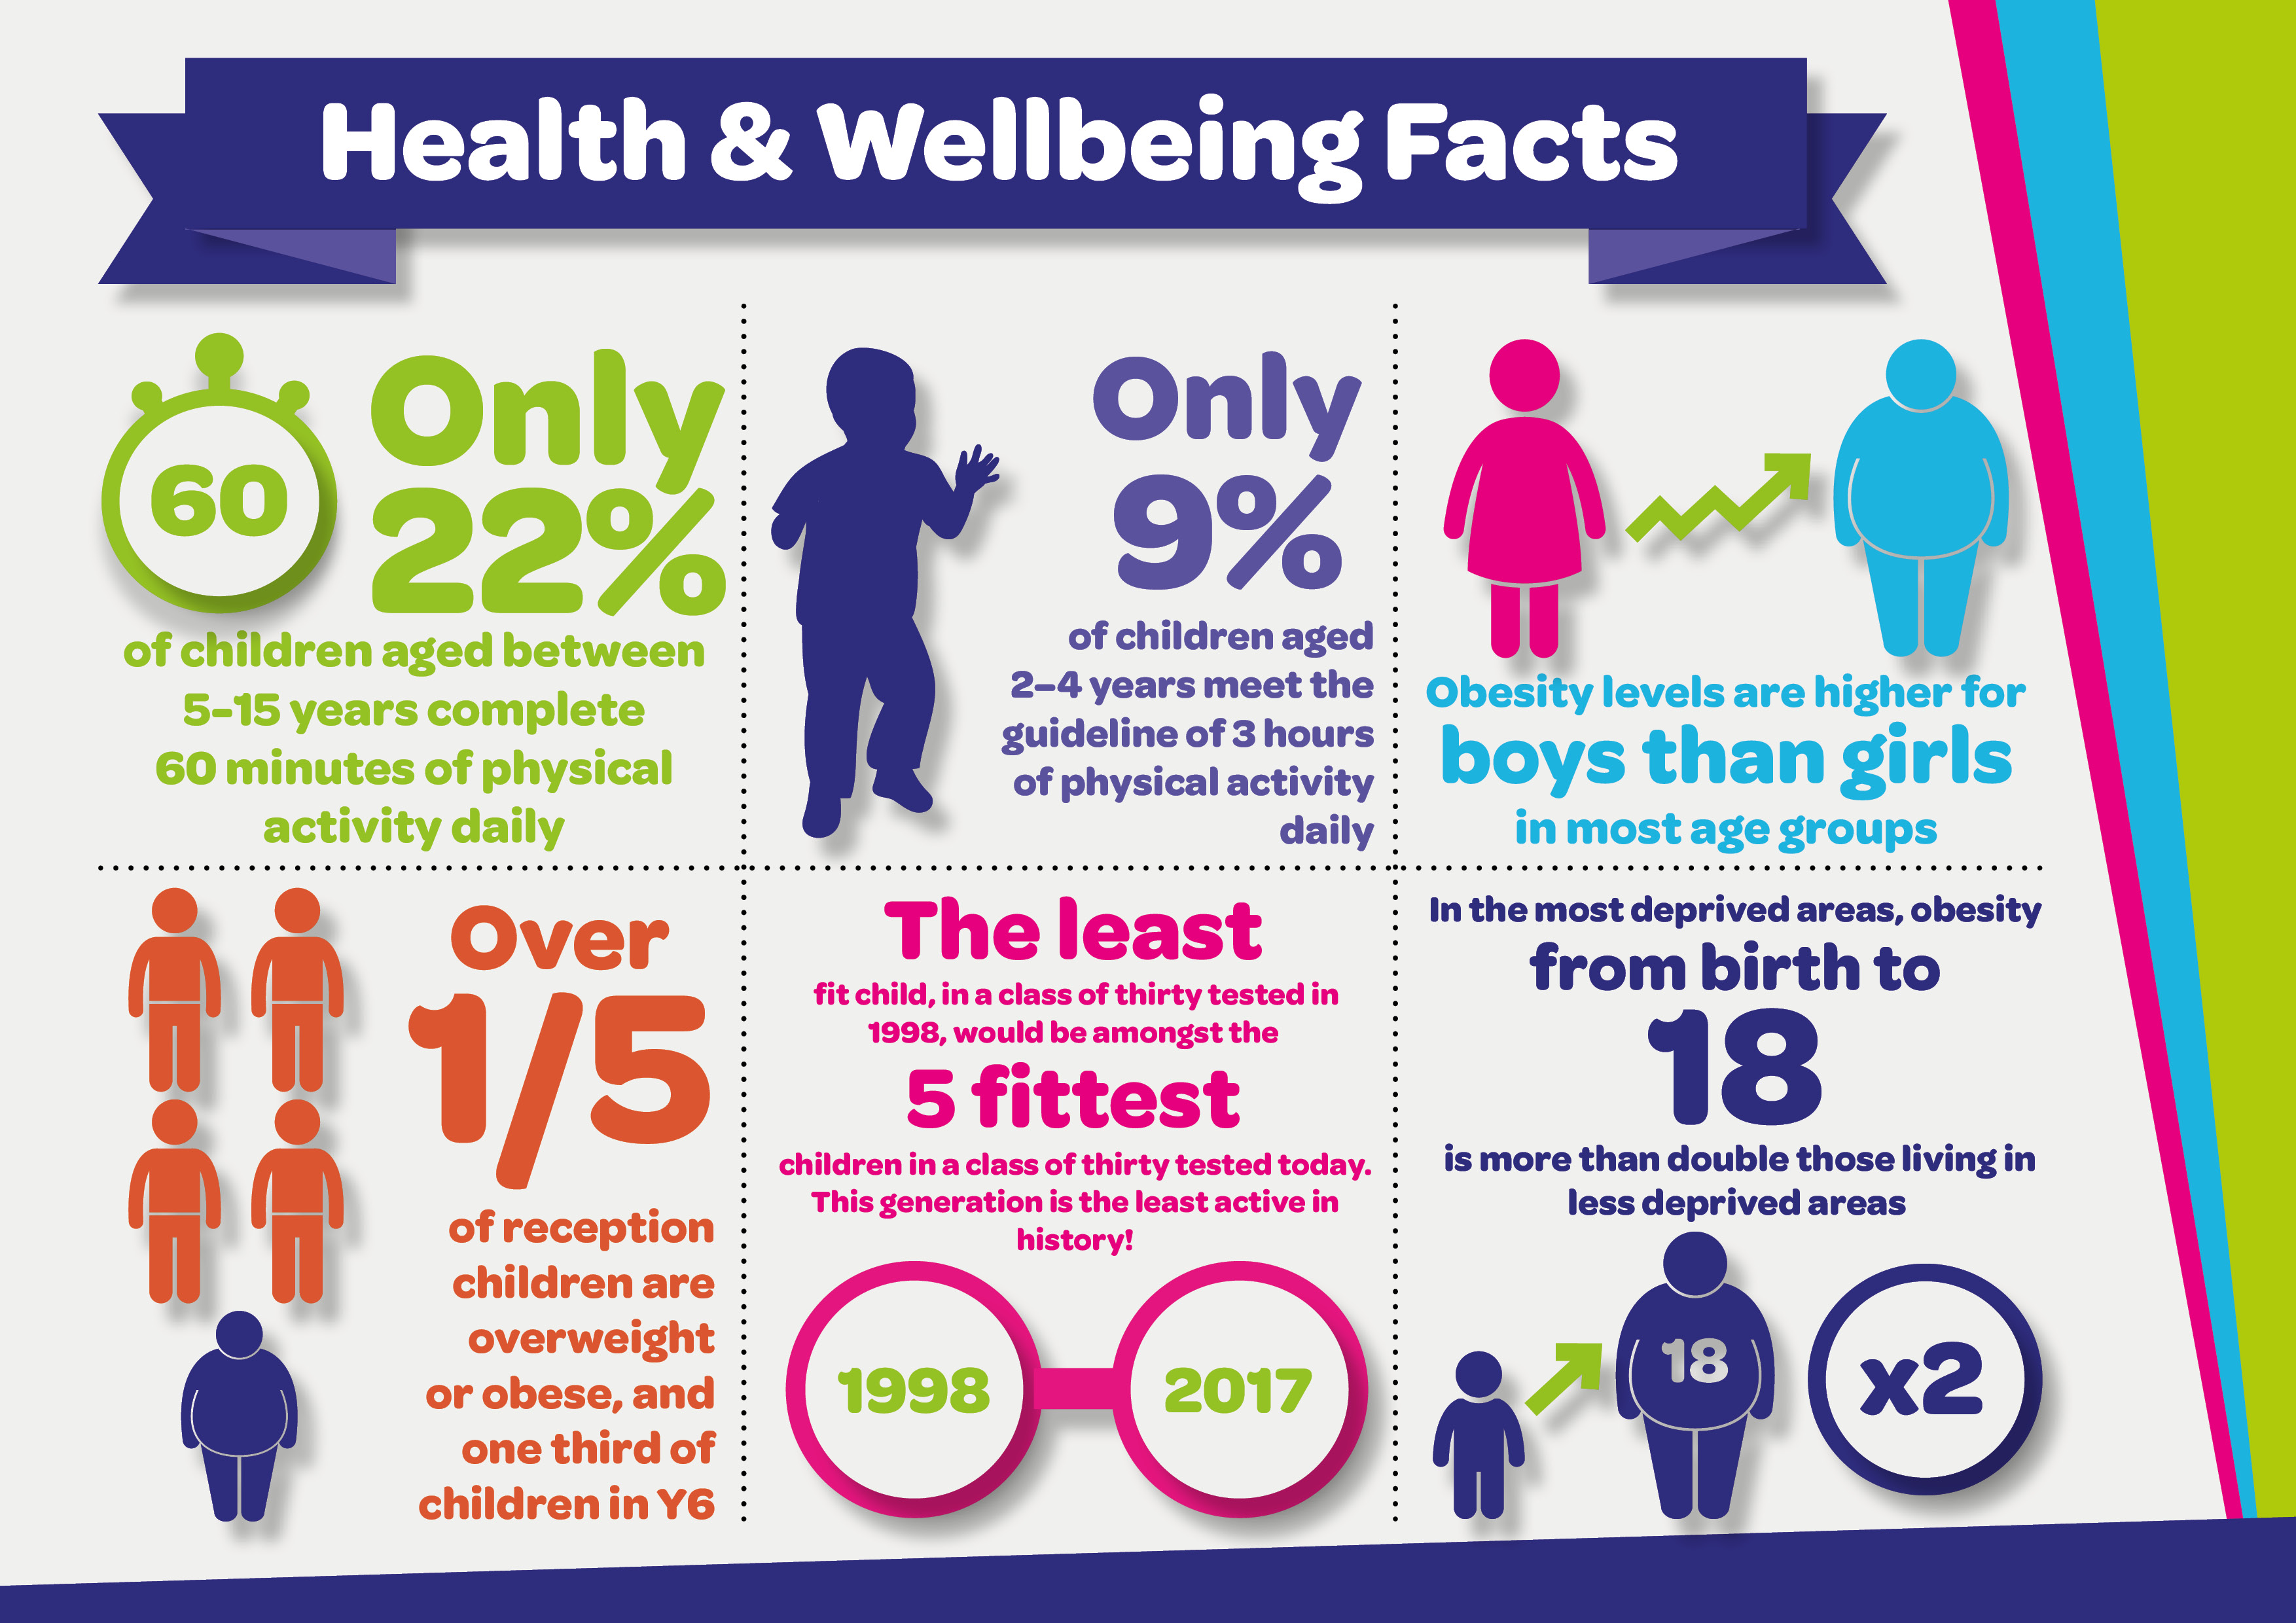 Health & Wellbeing Facts
60
Only
22%
of children aged between
5-15 years complete
60 minutes of physical
activity daily
Only
9%
of children aged
2–4 years meet the
guideline of 3 hours
of physical activity
daily
Obesity levels are higher for
boys than girls
in most age groups
Over
1/5
of reception
children are
overweight
or obese, and
one third of
children in Y6
The least
fit child, in a class of thirty tested in
1998, would be amongst the
5 fittest
children in a class of thirty tested today.
This generation is the least active in
history!
1998
2017
In the most deprived areas, obesity
from birth to
18
is more than double those living in
less deprived areas
18
x2